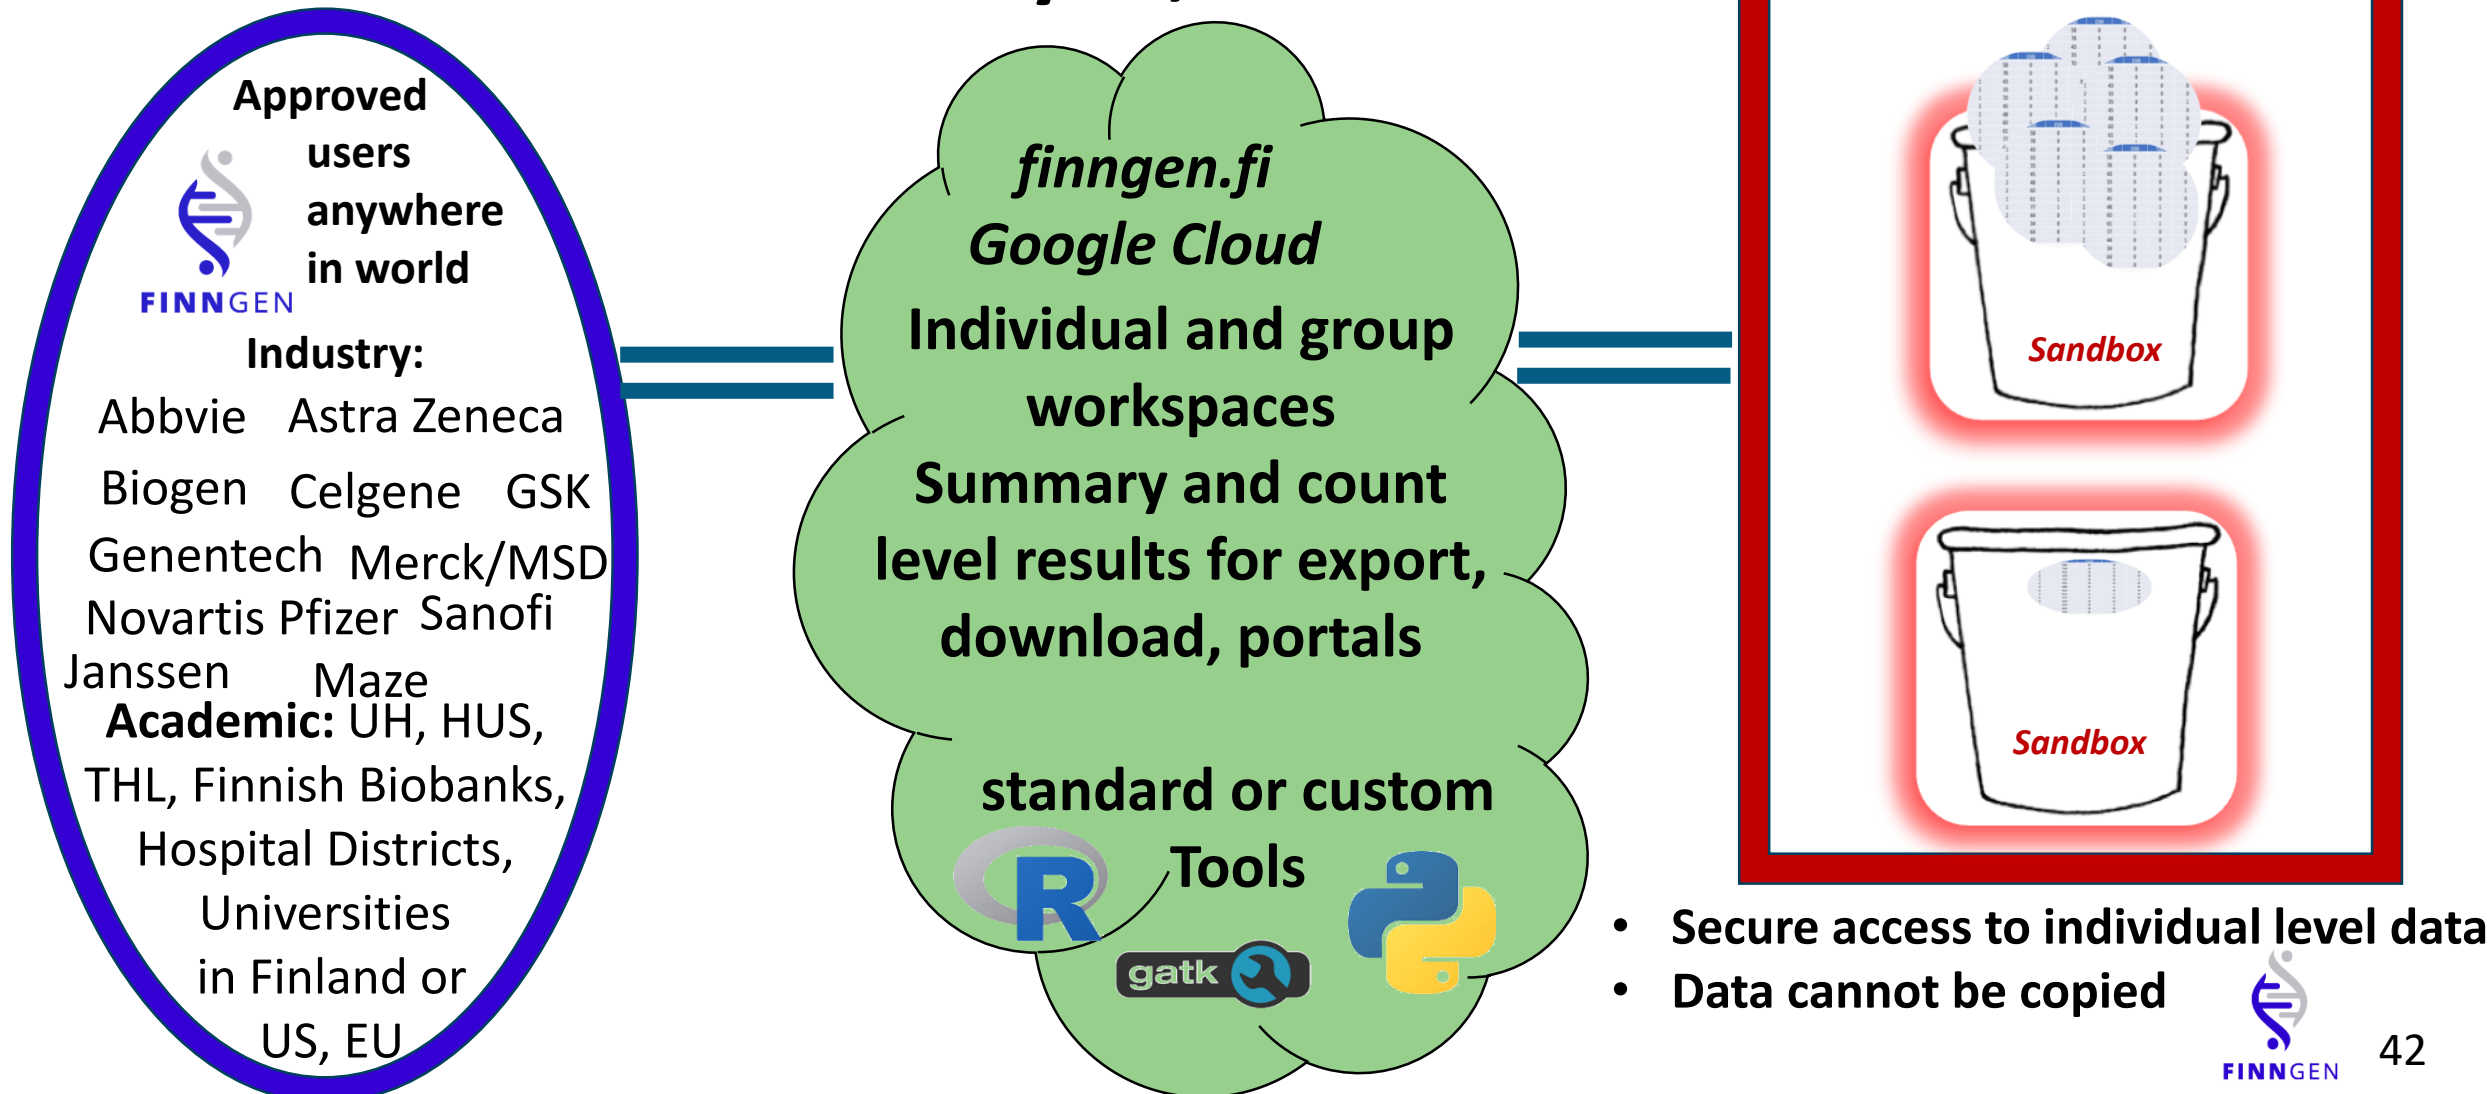 Approved
users
anywhere
in world
FINNGEN
Industry:
Abbvie Astra Zeneca
Biogen Celgene GSK
Genentech Merck/MSD
Novartis Pfizer Sanofi
Janssen Maze
Academic: UH, HUS,
THL, Finnish Biobanks,
Hospital Districts,
Universities
in Finland or
US, EU
finngen.fi
Google Cloud
Individual and group
workspaces
Summary and count
level results for export,
download, portals
standard or custom
Tools
R
gatk
Sandbox
Sandbox
• Secure access to individual level data
• Data cannot be copied
FINNGEN
42